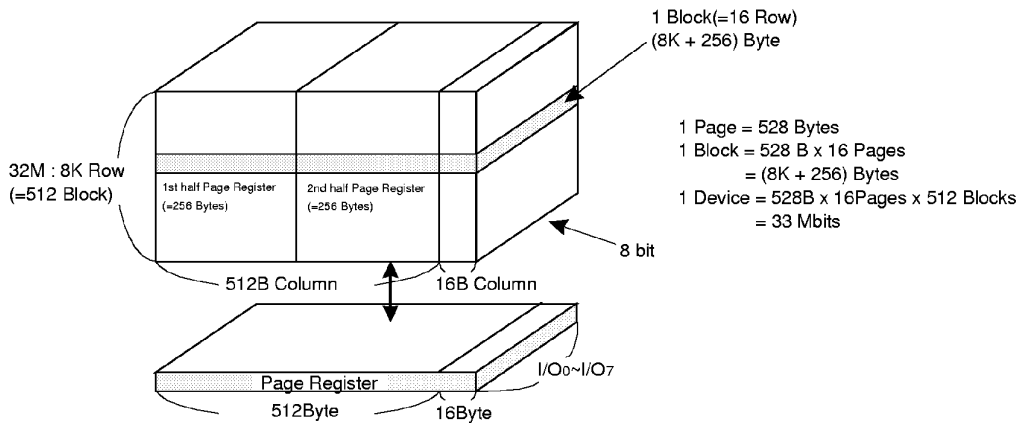 1 Block(=16 Row)
(8K + 256) Byte
32M : 8K Row
(=512 Block)
1st half Page Register
(=256 Bytes)
2nd half Page Register
(=256 Bytes)
1 Page = 528 Bytes
1 Block = 528 B x 16 Pages
= (8K + 256) Bytes
1 Device = 528B x 16Pages x 512 Blocks
= 33 Mbits
8 bit
512B Column
16B Column
I/O0~I/O7
Page Register
512Byte
16Byte